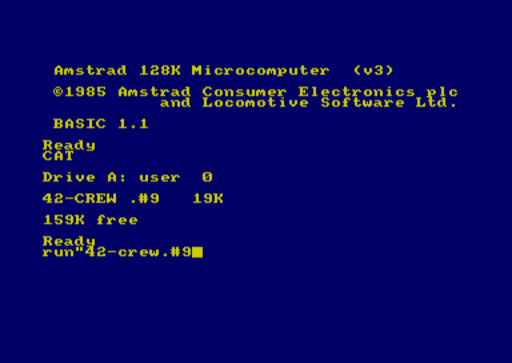 Amstrad 128K Microcomputer (v3)
©1985 Amstrad Consumer Electronics plc
and Locomotive Software Ltd.
BASIC 1.1
Ready
CAT
Drive A: user 0
42-CREW .#9 19K
159K free
Ready
run"42-crew.#9